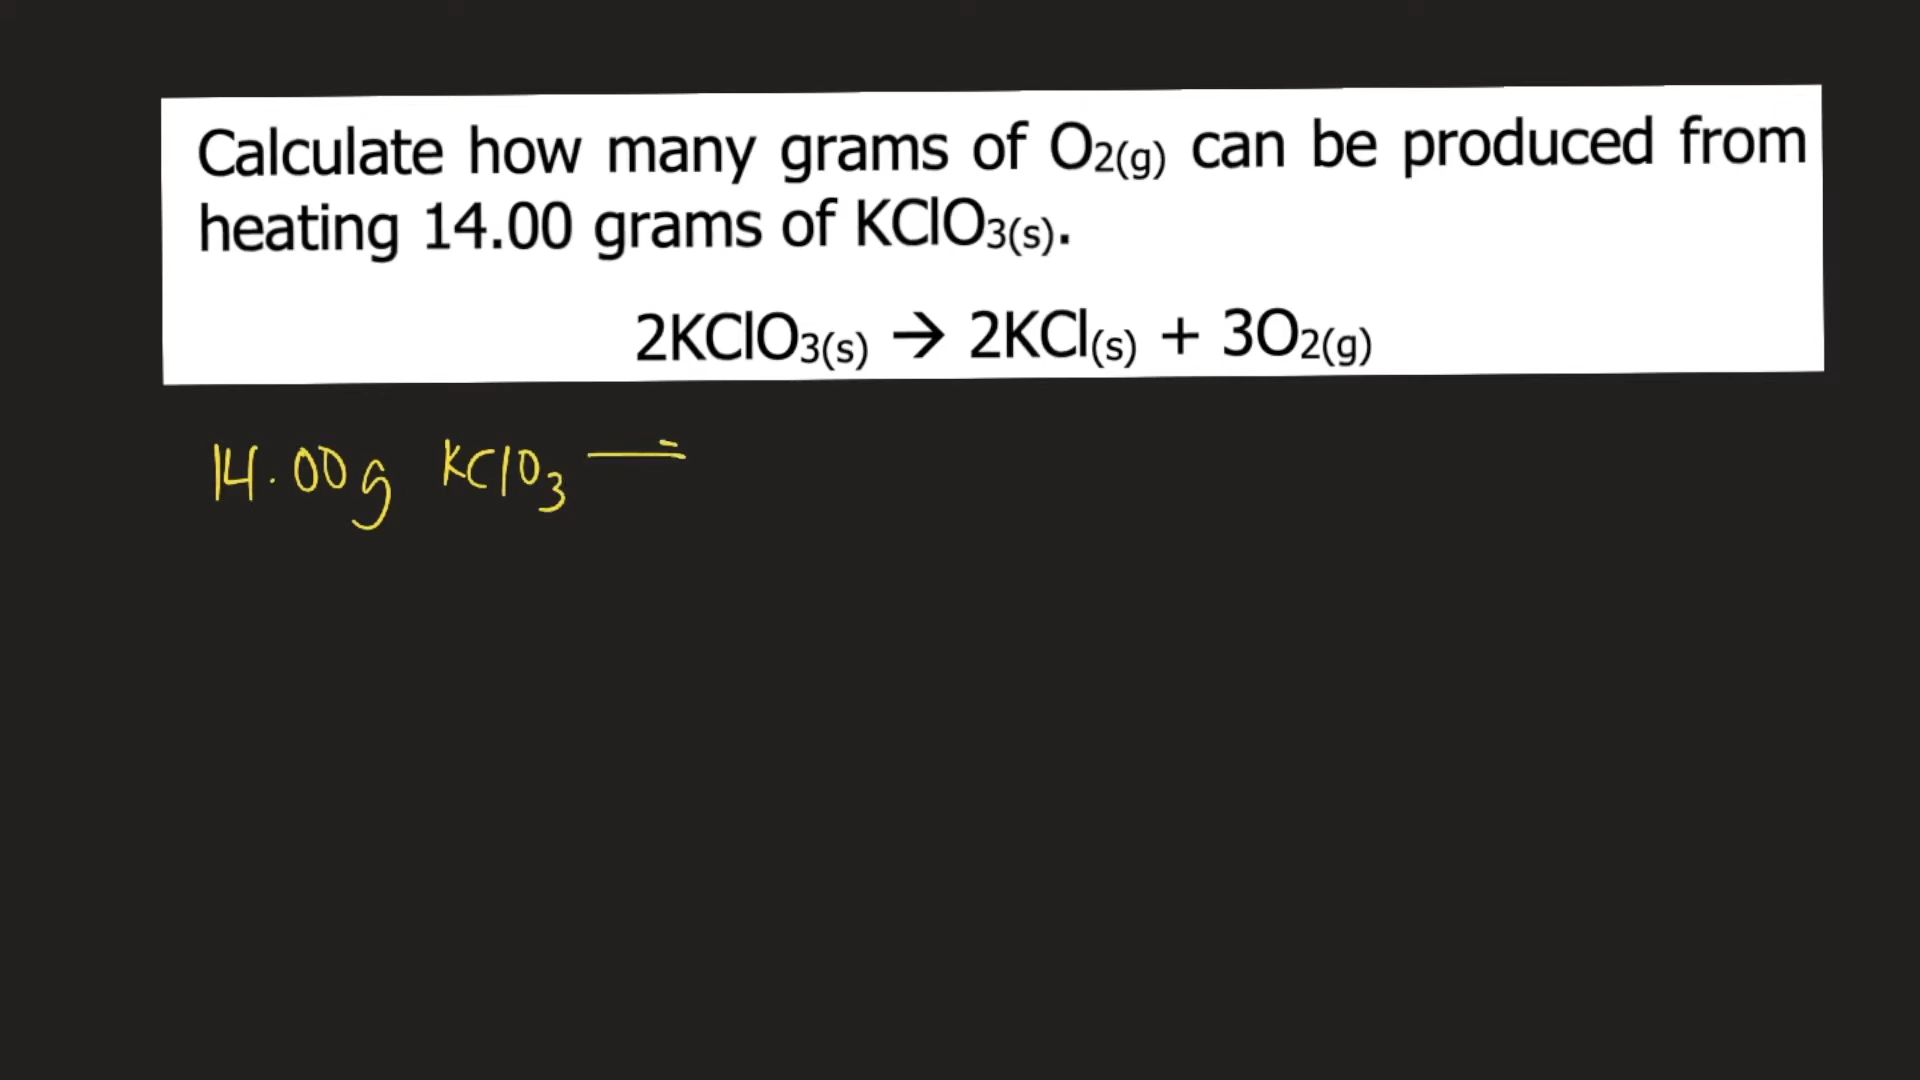 Calculate how many grams of O2(g) can be produced from
heating 14.00 grams of KClO3(s).
2KClO3(s) → 2KCl(s) + 3O2(g)
14.00g KClO3